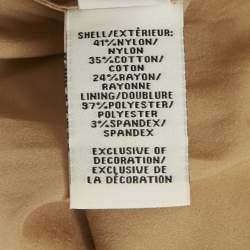 SHELL/EXTÉRIEUR:
41%NYLON/
NYLON
35%COTTON/
COTON
24%RAYON/
RAYONNE
LINING/DOUBLURE
97%POLYESTER/
POLYESTER
3%SPANDEX/
SPANDEX
EXCLUSIVE OF
DECORATION/
EXCLUSIVE DE
LA DÉCORATION